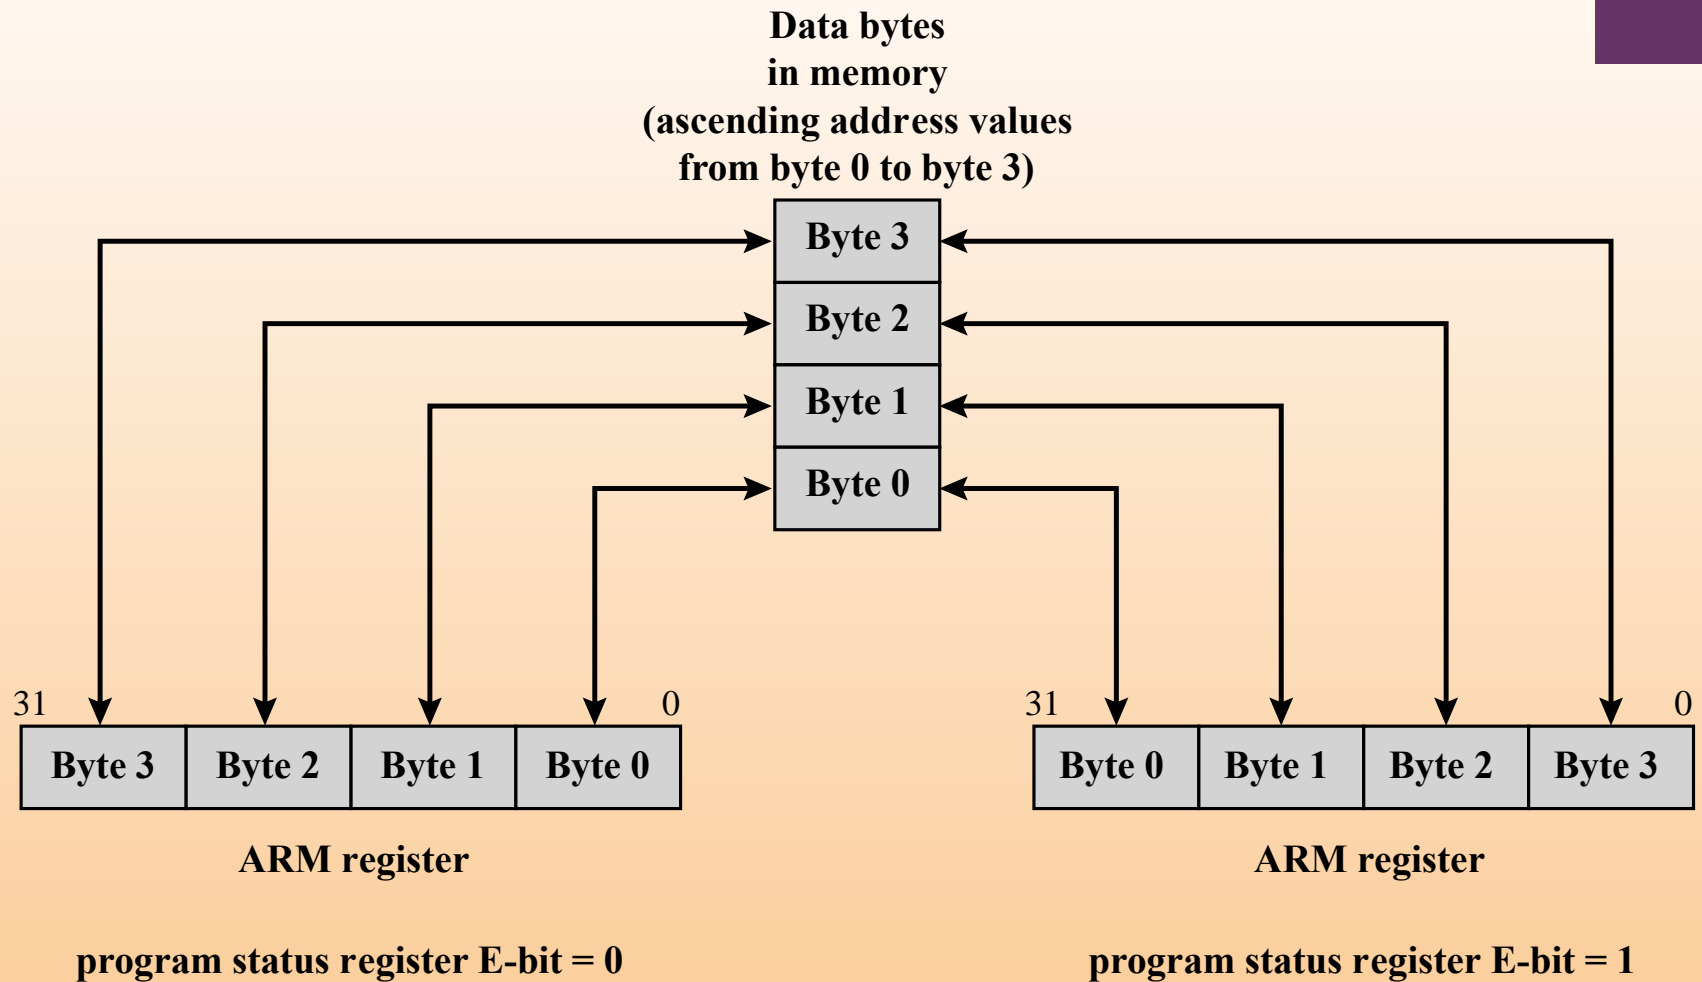 Data bytes
in memory
(ascending address values
from byte 0 to byte 3)
Byte 3
Byte 2
Byte 1
Byte 0
31 0 31 0
Byte 3 Byte 2 Byte 1 Byte 0 Byte 0 Byte 1 Byte 2 Byte 3
ARM register ARM register
program status register E-bit = 0 program status register E-bit = 1